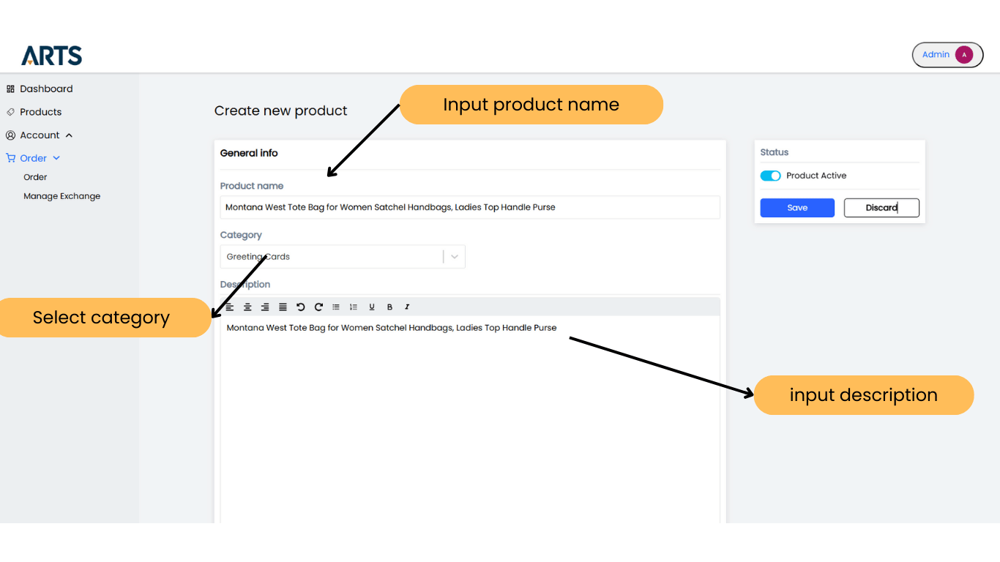 ARTS
Admin A
Dashboard
Products
Account
Order
Order
Manage Exchange
Create new product
Input product name
General info
Product name
Montana West Tote Bag for Women Satchel Handbags, Ladies Top Handle Purse
Category
Greeting Cards
Description
U B I
Montana West Tote Bag for Women Satchel Handbags, Ladies Top Handle Purse
Select category
input description
Status
Product Active
Save Discard